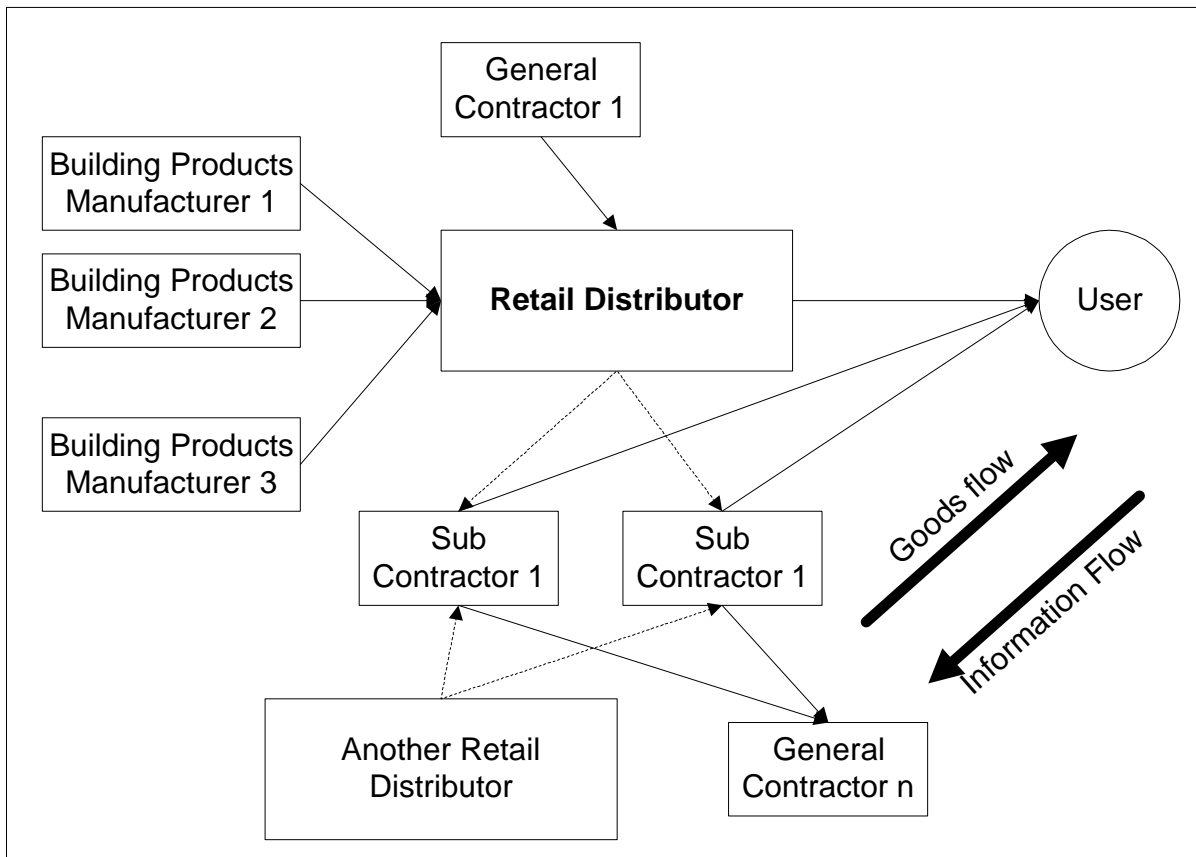 General
Contractor 1
Building Products
Manufacturer 1
Building Products
Manufacturer 2
Retail Distributor
User
Building Products
Manufacturer 3
Goods flow
Information Flow
Sub
Contractor 1
Sub
Contractor 1
Another Retail
Distributor
General
Contractor n